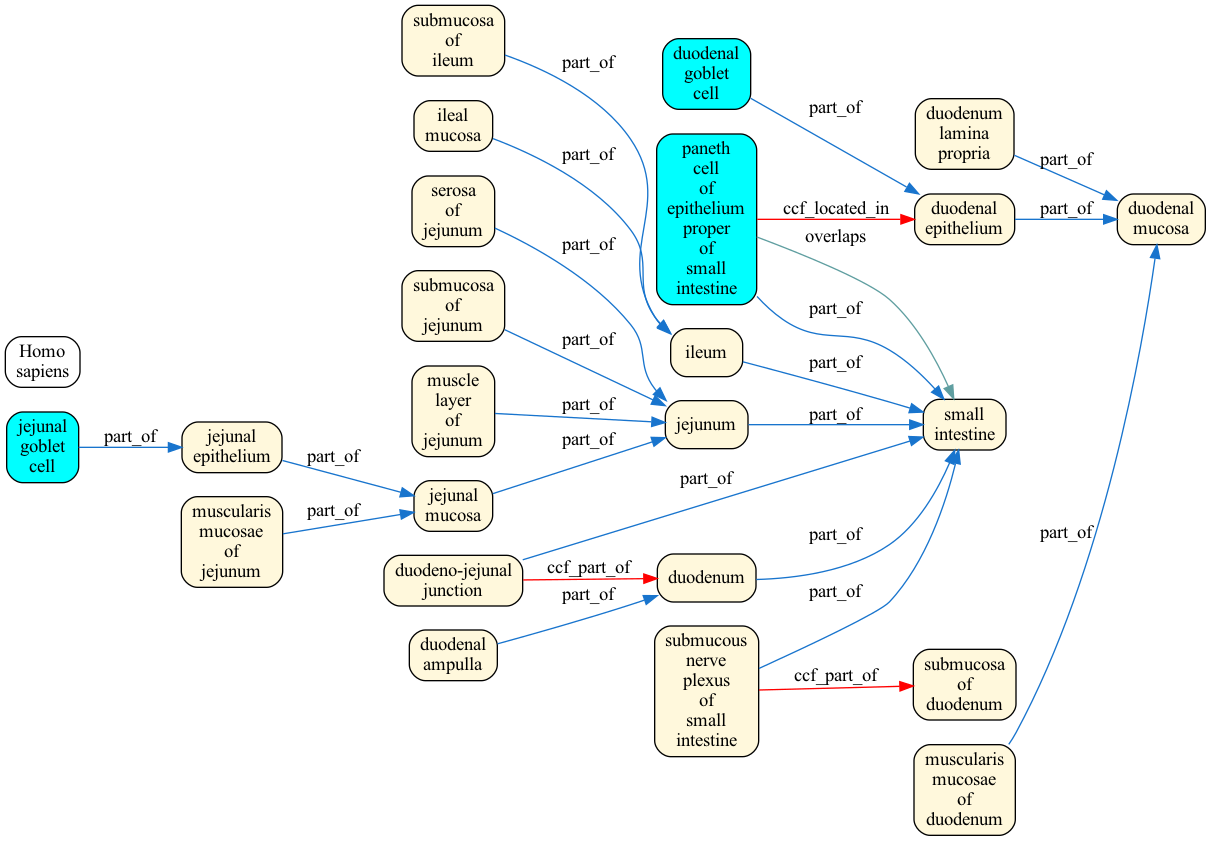 submucosa
of
ileum
part_of
duodenal
goblet
cell
part_of
duodenum
lamina
propria
part_of
ileal
mucosa
part_of
paneth
cell
of
epithelium
proper
of
small
intestine
ccf_located_in
overlaps
part_of
duodenal
epithelium
part_of
duodenal
mucosa
serosa
of
jejunum
part_of
submucosa
of
jejunum
part_of
ileum
part_of
Homo
sapiens
muscle
layer
of
jejunum
part_of
jejunum
part_of
small
intestine
jejunal
goblet
cell
part_of
jejunal
epithelium
part_of
part_of
jejunal
mucosa
part_of
muscularis
mucosae
of
jejunum
part_of
duodeno-jejunal
junction
ccf_part_of
part_of
duodenum
part_of
part_of
duodenal
ampulla
submucous
nerve
plexus
of
small
intestine
part_of
ccf_part_of
submucosa
of
duodenum
muscularis
mucosae
of
duodenum